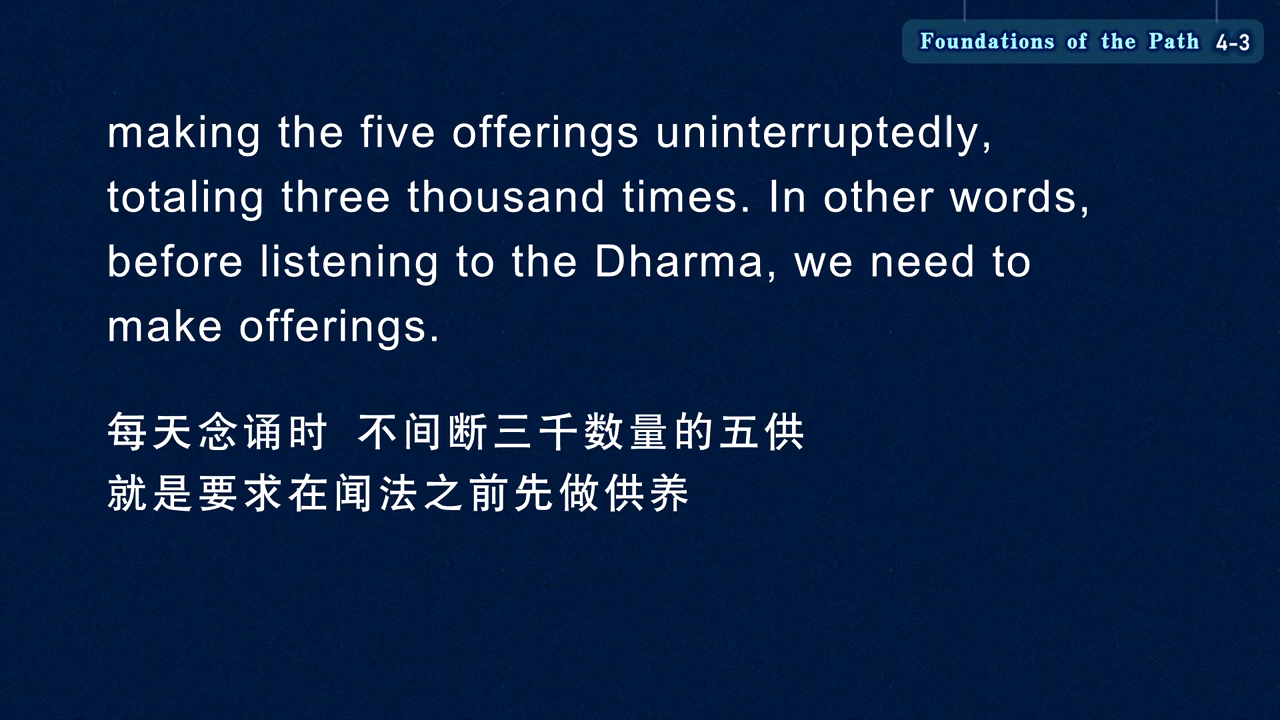 Foundations of the Path 4-3
making the five offerings uninterruptedly,
totaling three thousand times. In other words,
before listening to the Dharma, we need to
make offerings.
每天念诵时 不间断三千数量的五供
就是要求在闻法之前先做供养